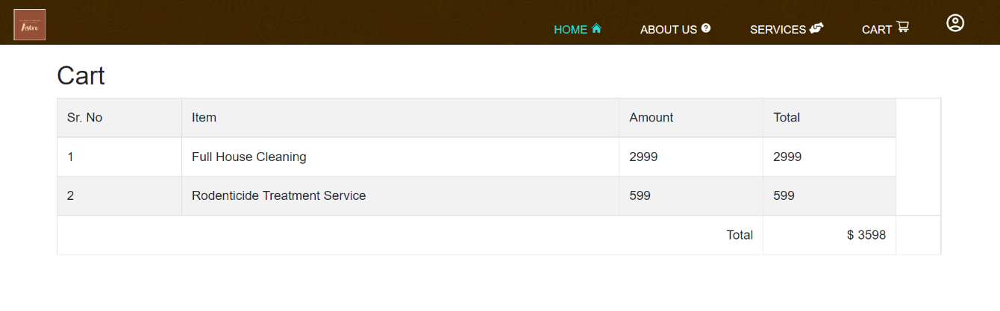 Astro
HOME ABOUT US SERVICES CART
Cart
Sr. No Item Amount Total
1 Full House Cleaning 2999 2999
2 Rodenticide Treatment Service 599 599
Total $ 3598